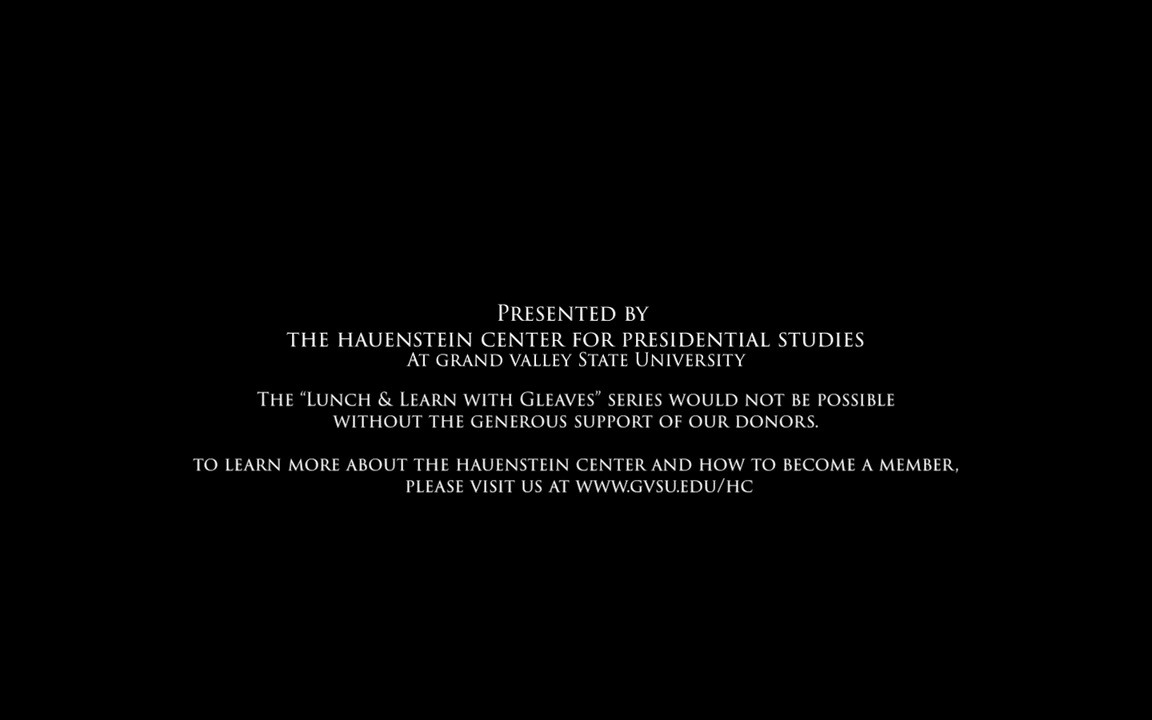 Presented by
the Hauenstein Center for Presidential Studies
At Grand Valley State University
The “Lunch & Learn with Gleaves” series would not be possible
without the generous support of our donors.
To learn more about the Hauenstein Center and how to become a member,
please visit us at www.gvsu.edu/hc